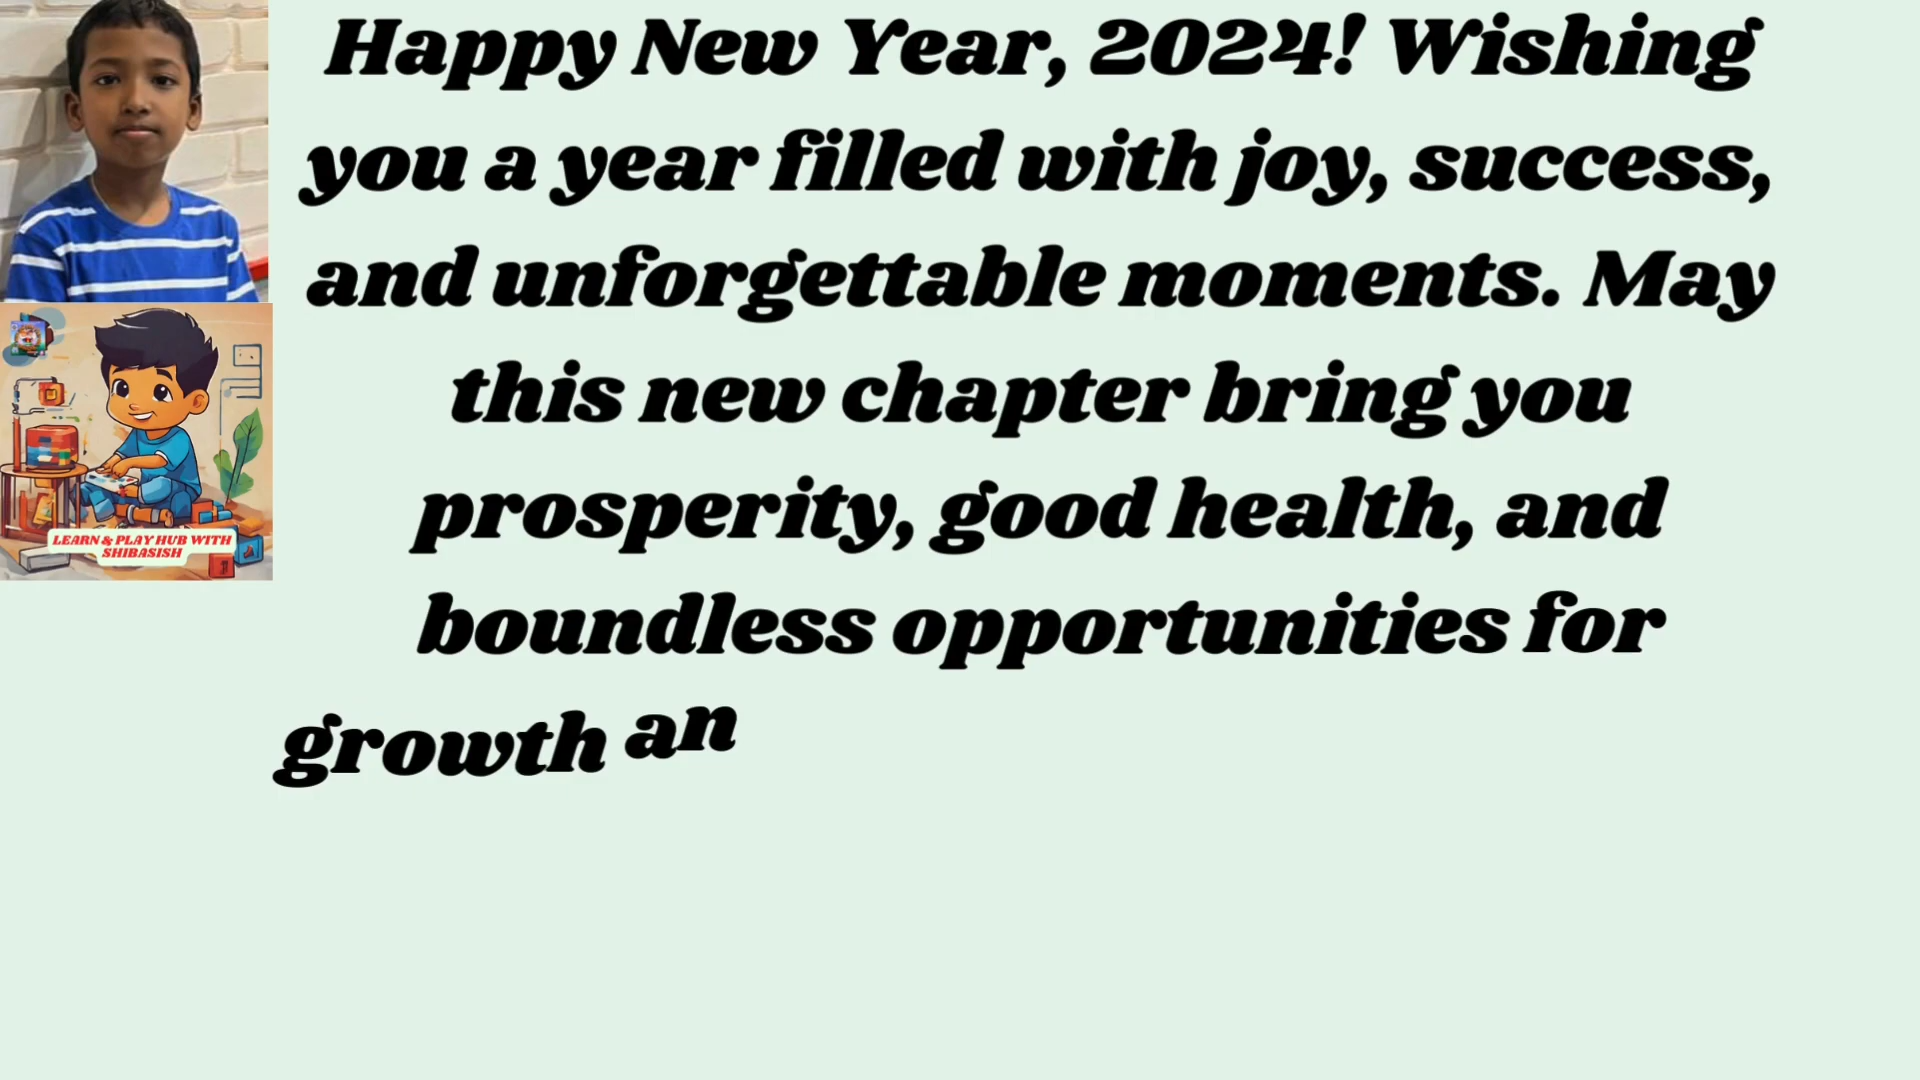 Happy New Year, 2024! Wishing
you a year filled with joy, success,
and unforgettable moments. May
this new chapter bring you
prosperity, good health, and
boundless opportunities for
growth an
LEARN & PLAY HUB WITH
SHIBASISH